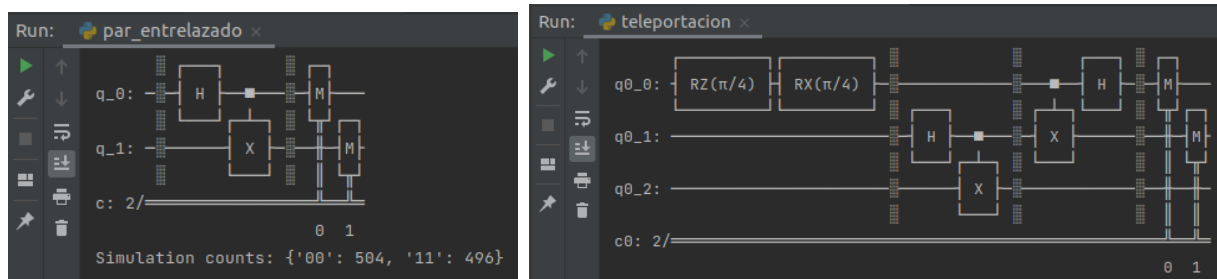 Run: par_entrelazado ×
H M
q_0:
X M
q_1:
c: 2/
0 1
Simulation counts: {'00': 504, '11': 496}
Run: teleportacion ×
q0_0: RZ(π/4) RX(π/4) H M
q0_1: H X M
q0_2: X
c0: 2/
0 1